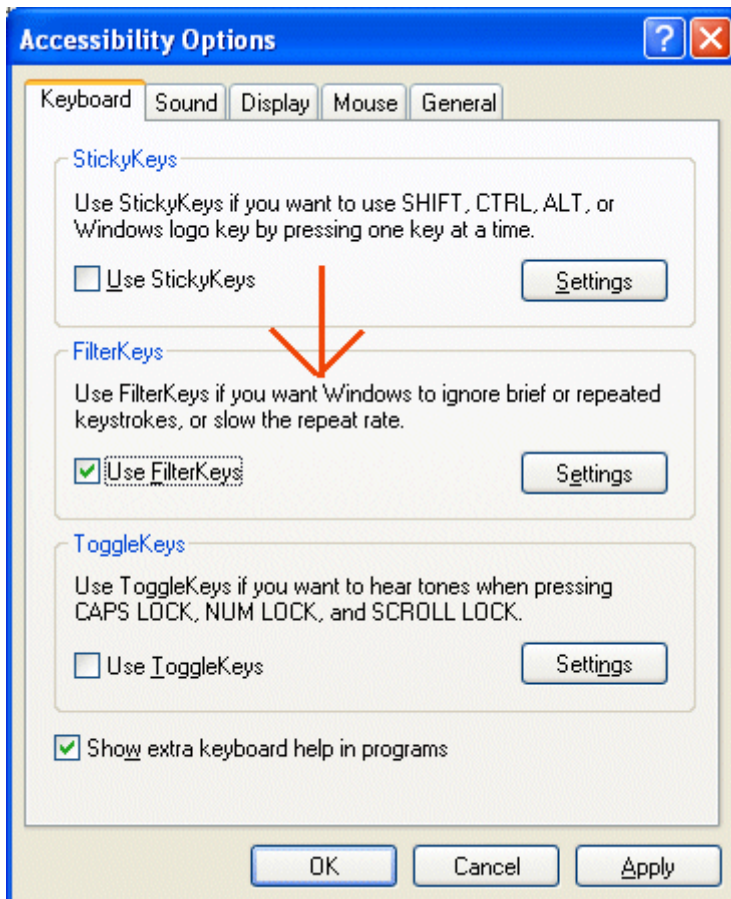 Accessibility Options
Keyboard Sound Display Mouse General
StickyKeys
Use StickyKeys if you want to use SHIFT, CTRL, ALT, or
Windows logo key by pressing one key at a time.
Use StickyKeys Settings
FilterKeys
Use FilterKeys if you want Windows to ignore brief or repeated
keystrokes, or slow the repeat rate.
Use FilterKeys Settings
ToggleKeys
Use ToggleKeys if you want to hear tones when pressing
CAPS LOCK, NUM LOCK, and SCROLL LOCK.
Use ToggleKeys Settings
Show extra keyboard help in programs
OK Cancel Apply